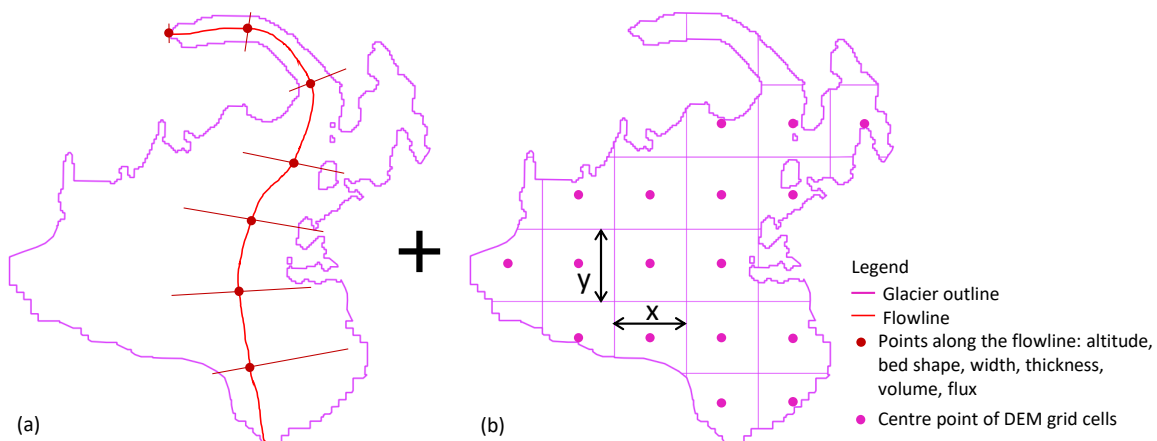 +
y
x
Legend
Glacier outline
Flowline
Points along the flowline: altitude,
bed shape, width, thickness,
volume, flux
Centre point of DEM grid cells
(a)
(b)